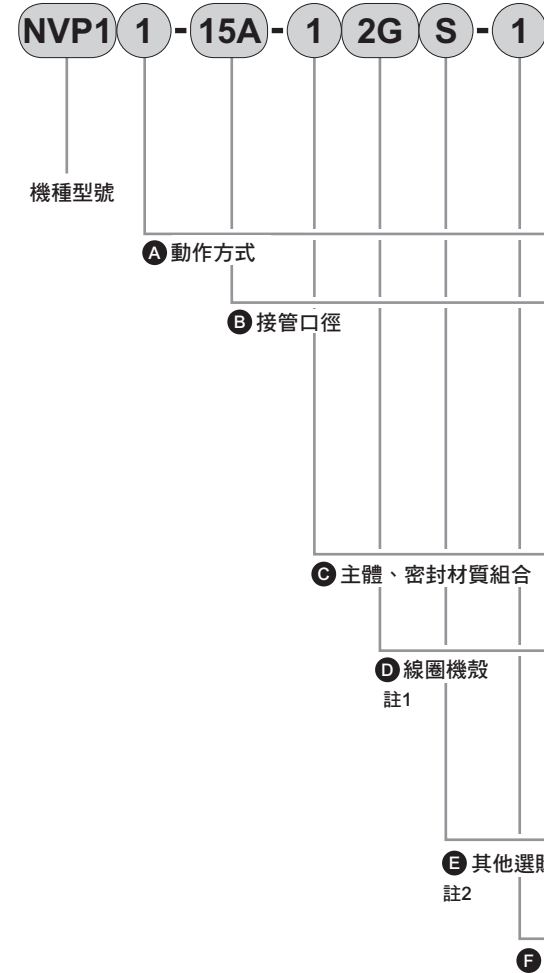 NVP1 1 - 15A - 1 2G S - 1
機種型號
A 動作方式
B 接管口徑
C 主體、密封材質組合
D 線圈機殼
註1
E 其他選
註2
F